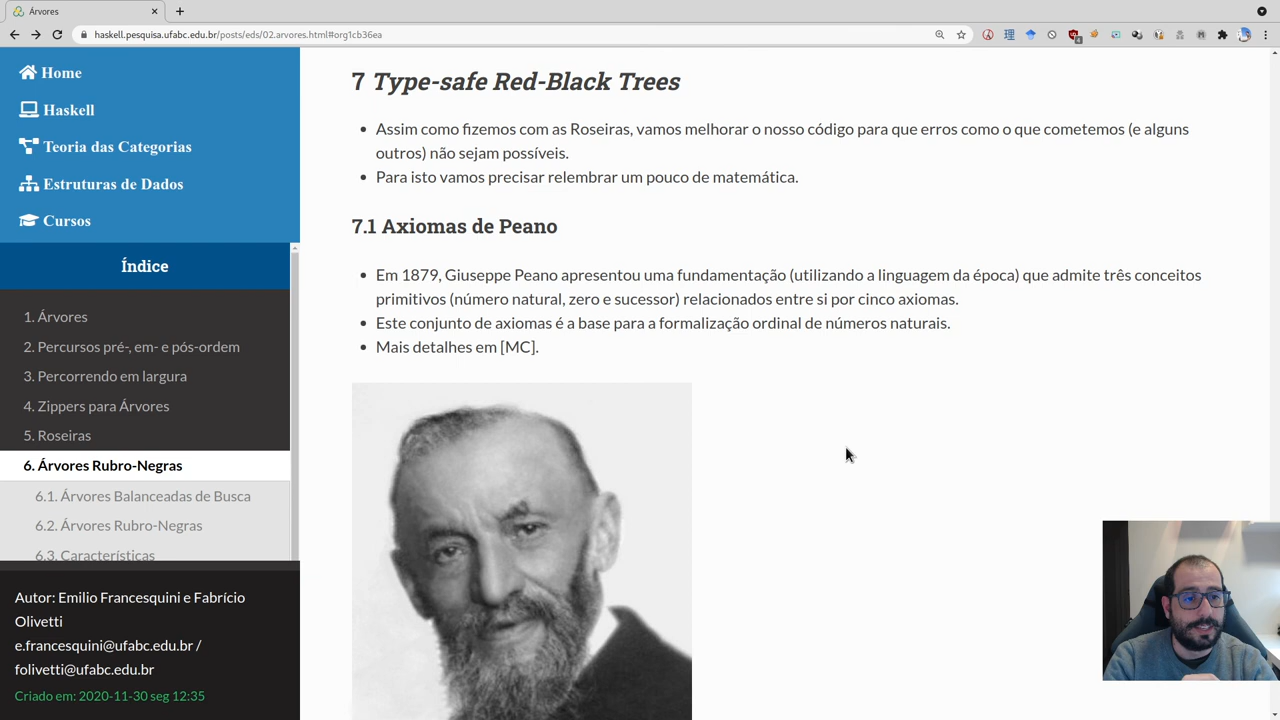 Árvores
haskell.pesquisa.ufabc.edu.br/posts/eds/02.arvores.html#org1cb36ea
Home
Haskell
Teoria das Categorias
Estruturas de Dados
Cursos
Índice
1. Árvores
2. Percursos pré-, em- e pós-ordem
3. Percorrendo em largura
4. Zippers para Árvores
5. Roseiras
6. Árvores Rubro-Negras
6.1. Árvores Balanceadas de Busca
6.2. Árvores Rubro-Negras
6.3. Características
Autor: Emilio Francesquini e Fabrício
Olivetti
e.francesquini@ufabc.edu.br /
folivetti@ufabc.edu.br
Criado em: 2020-11-30 seg 12:35
7 Type-safe Red-Black Trees
• Assim como fizemos com as Roseiras, vamos melhorar o nosso código para que erros como o que cometemos (e alguns
outros) não sejam possíveis.
• Para isto vamos precisar relembrar um pouco de matemática.
7.1 Axiomas de Peano
• Em 1879, Giuseppe Peano apresentou uma fundamentação (utilizando a linguagem da época) que admite três conceitos
primitivos (número natural, zero e sucessor) relacionados entre si por cinco axiomas.
• Este conjunto de axiomas é a base para a formalização ordinal de números naturais.
• Mais detalhes em [MC].